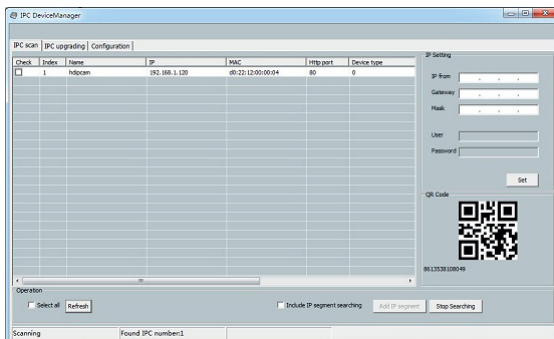 IPC DeviceManager
IPC scan IPC upgrading Configuration
Check Index Name IP MAC Http port Device type
1 hdipcam 192.168.1.120 d0:22:12:00:00:04 80 0
IP Setting
IP from . . .
Gateway . . .
Mask . . .
User
Password
Set
QR Code
8613538108049
Operation
Select all Refresh Include IP segment searching Add IP segment Stop Searching
Scanning Found IPC number:1